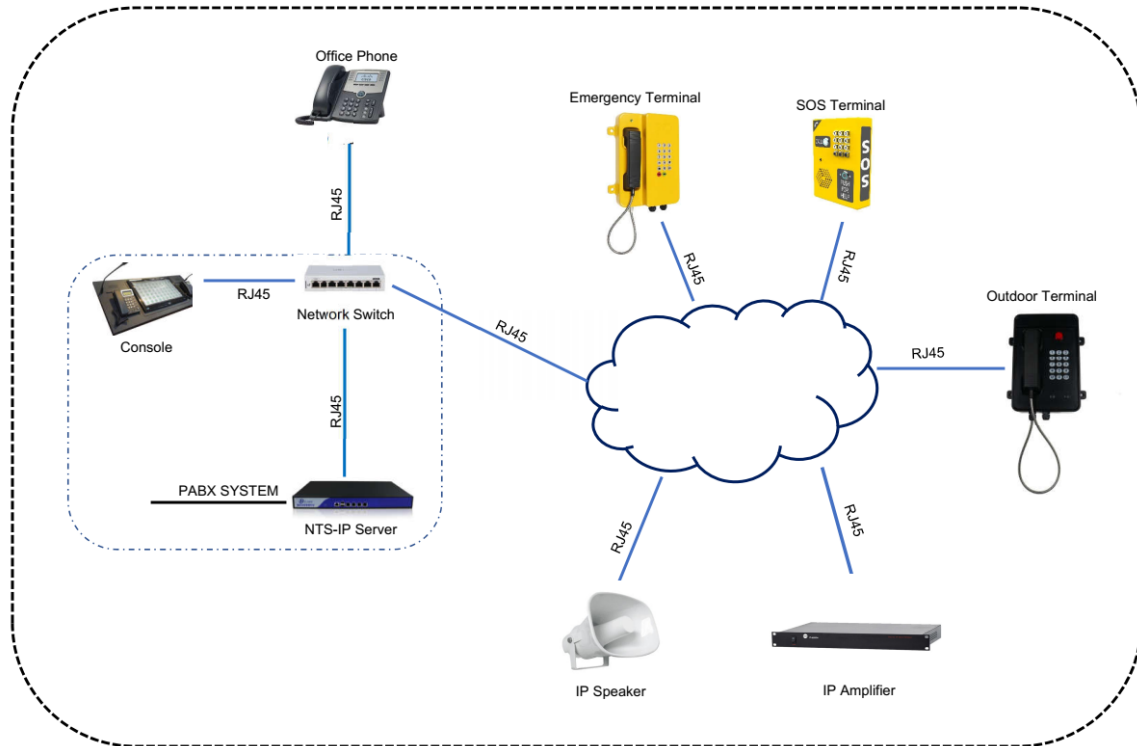 Office Phone
Emergency Terminal
SOS Terminal
SOS
RJ45
RJ45
RJ45
Outdoor Terminal
RJ45
Network Switch
RJ45
RJ45
Console
RJ45
PABX SYSTEM
NTS-IP Server
RJ45
RJ45
IP Speaker
IP Amplifier